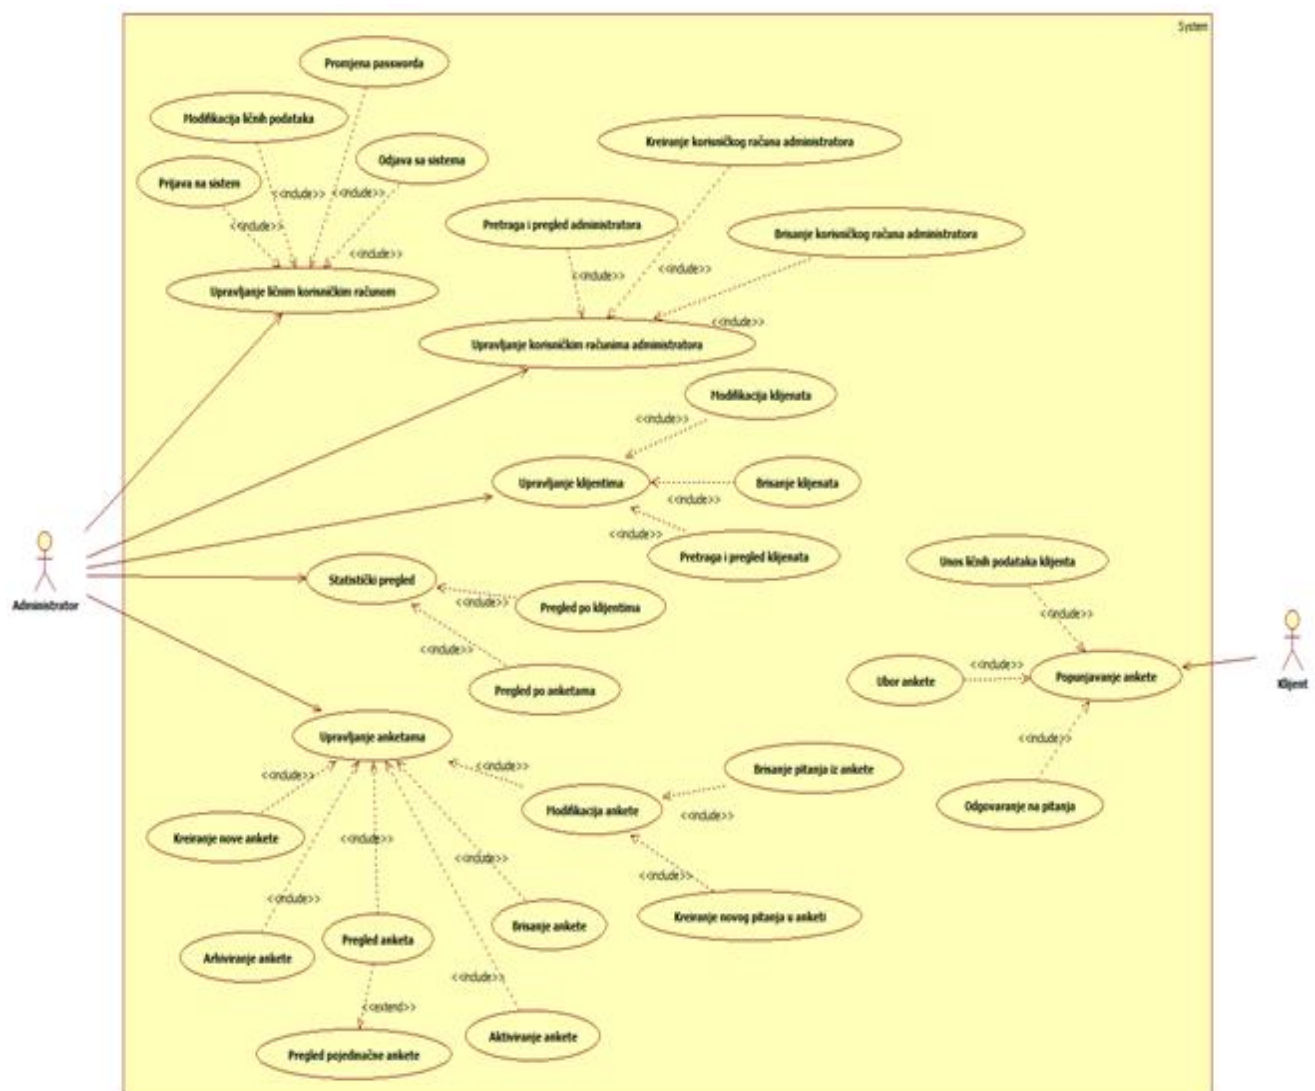 System
Promjena passworda
Modifikacija ličnih podataka
Kreiranje korisničkog računa administratora
Odjava sa sistema
Prijava na sistem
<<include>>
<<include>>
<<include>>
Pretraga i pregled administratora
Brisanje korisničkog računa administratora
<<include>>
<<include>>
<<include>>
<<include>>
Upravljanje ličnim korisničkim računom
<<include>>
Upravljanje korisničkim računima administratora
Modifikacija klijenata
<<include>>
Upravljanje klijentima
Brisanje klijenata
<<include>>
<<include>>
Pretraga i pregled klijenata
Unos ličnih podataka klijenta
Statistički pregled
<<include>>
Pregled po klijentima
Administrator
<<include>>
<<include>>
<<include>>
Ubor ankete
Popunjavanje ankete
Klijent
Pregled po anketama
Upravljanje anketama
<<include>>
<<include>>
<<include>>
Brisanje pitanja iz ankete
Modifikacija ankete
Odgovaranje na pitanja
<<include>>
Kreiranje nove ankete
<<include>>
<<include>>
<<include>>
<<include>>
Kreiranje novog pitanja u anketi
Brisanje ankete
Pregled anketa
Arhiviranje ankete
<<include>>
<<extend>>
Aktiviranje ankete
Pregled pojedinačne ankete